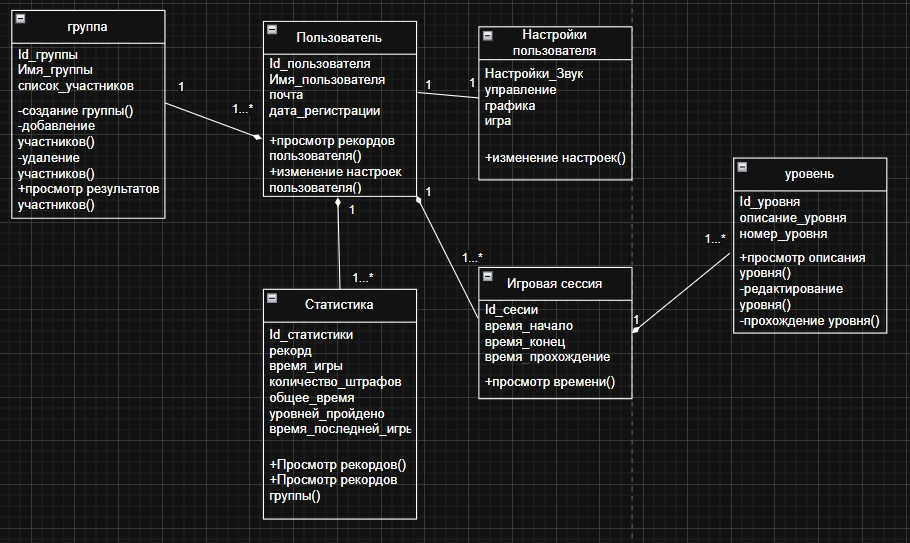 группа
Id_группы
Имя_группы
список_участников
-создание группы()
-добавление
участников()
-удаление
участников()
+просмотр результатов
участников()
1
1...*
Пользователь
Id_пользователя
Имя_пользователя
почта
дата_регистрации
+просмотр рекордов
пользователя()
+изменение настроек
пользователя()
1
1
Настройки
пользователя
Настройки_Звук
управление
графика
игра
+изменение настроек()
1
1...*
Статистика
Id_статистики
рекорд
время_игры
количество_штрафов
общее_время
уровней_пройдено
время_последней_игры
+Просмотр рекордов()
+Просмотр рекордов
группы()
1
1...*
Игровая сессия
Id_сесии
время_начало
время_конец
время_прохождение
+просмотр времени()
1
1...*
уровень
Id_уровня
описание_уровня
номер_уровня
+просмотр описания
уровня()
-редактирование
уровня()
-прохождение уровня()